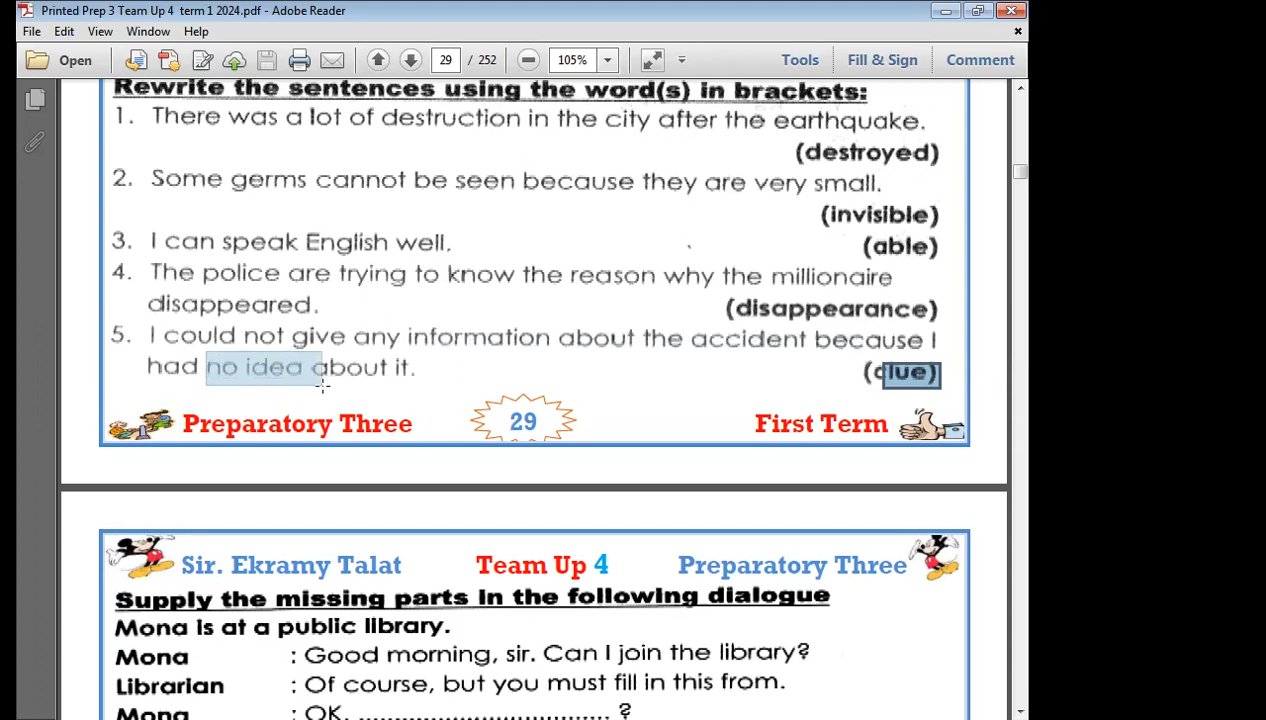 Printed Prep 3 Team Up 4 term 1 2024.pdf - Adobe Reader
File Edit View Window Help
Open 29 / 252 105% Tools Fill & Sign Comment
Rewrite the sentences using the word(s) in brackets:
1. There was a lot of destruction in the city after the earthquake.
(destroyed)
2. Some germs cannot be seen because they are very small.
(invisible)
3. I can speak English well. (able)
4. The police are trying to know the reason why the millionaire
disappeared. (disappearance)
5. I could not give any information about the accident because I
had no idea about it. (clue)
Preparatory Three 29 First Term
Sir. Ekramy Talat Team Up 4 Preparatory Three
Supply the missing parts in the following dialogue
Mona is at a public library.
Mona : Good morning, sir. Can I join the library?
Librarian : Of course, but you must fill in this from.
Mona : OK. ................................ ?